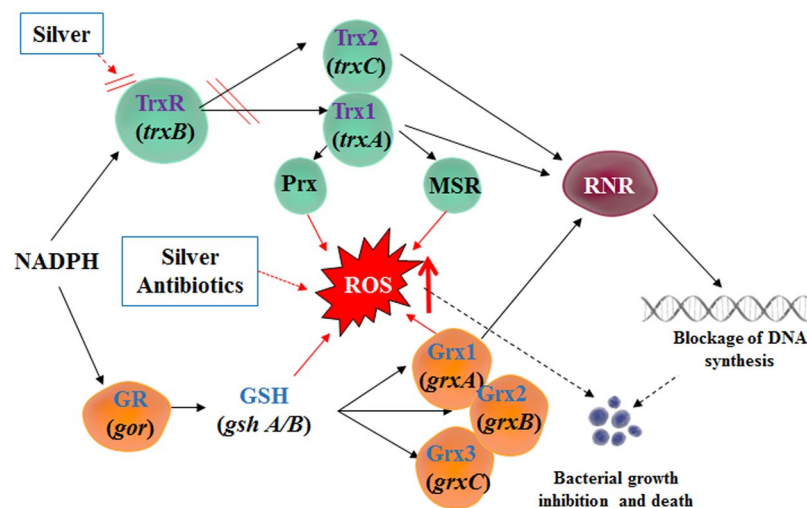 Silver
Trx2
(trxC)
TrxR
(trxB)
Trx1
(trxA)
Prx
MSR
RNR
NADPH
Silver
Antibiotics
ROS
Blockage of DNA
synthesis
GR
(gor)
GSH
(gsh A/B)
Grx1
(grxA)
Grx2
(grxB)
Grx3
(grxC)
Bacterial growth
inhibition and death